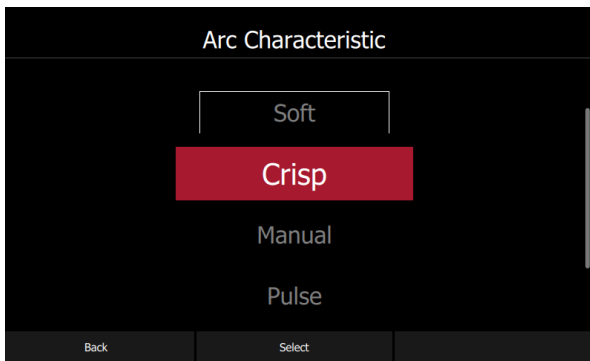 Arc Characteristic
Soft
Crisp
Manual
Pulse
Back Select